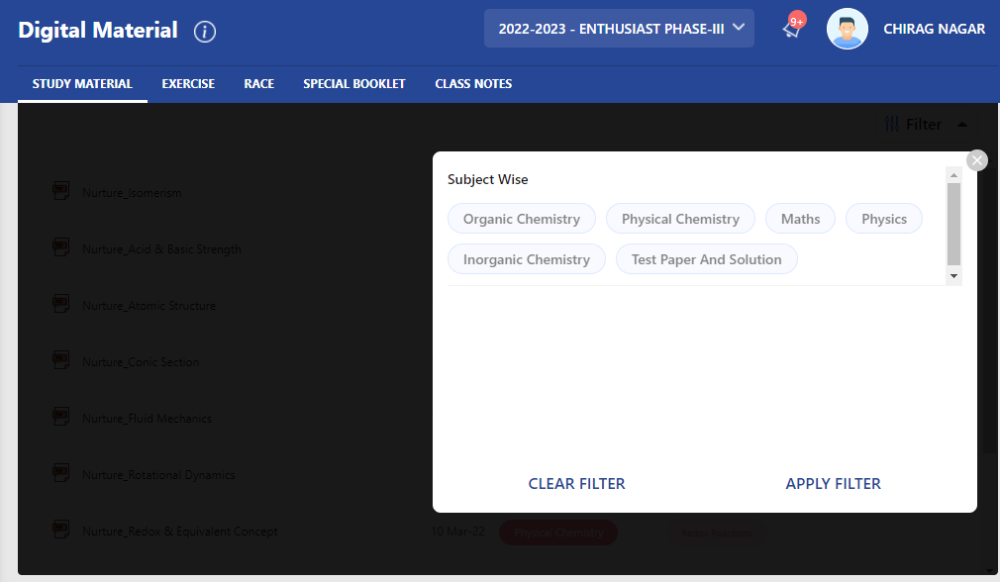 Digital Material
2022-2023 - ENTHUSIAST PHASE-III
9+
CHIRAG NAGAR
STUDY MATERIAL EXERCISE RACE SPECIAL BOOKLET CLASS NOTES
Filter
Subject Wise
Organic Chemistry Physical Chemistry Maths Physics
Inorganic Chemistry Test Paper And Solution
CLEAR FILTER APPLY FILTER
Nurture_Isomerism
Nurture_Acid & Basic Strength
Nurture_Atomic Structure
Nurture_Conic Section
Nurture_Fluid Mechanics
Nurture_Rotational Dynamics
Nurture_Redox & Equivalent Concept 10 Mar-22 Physical Chemistry